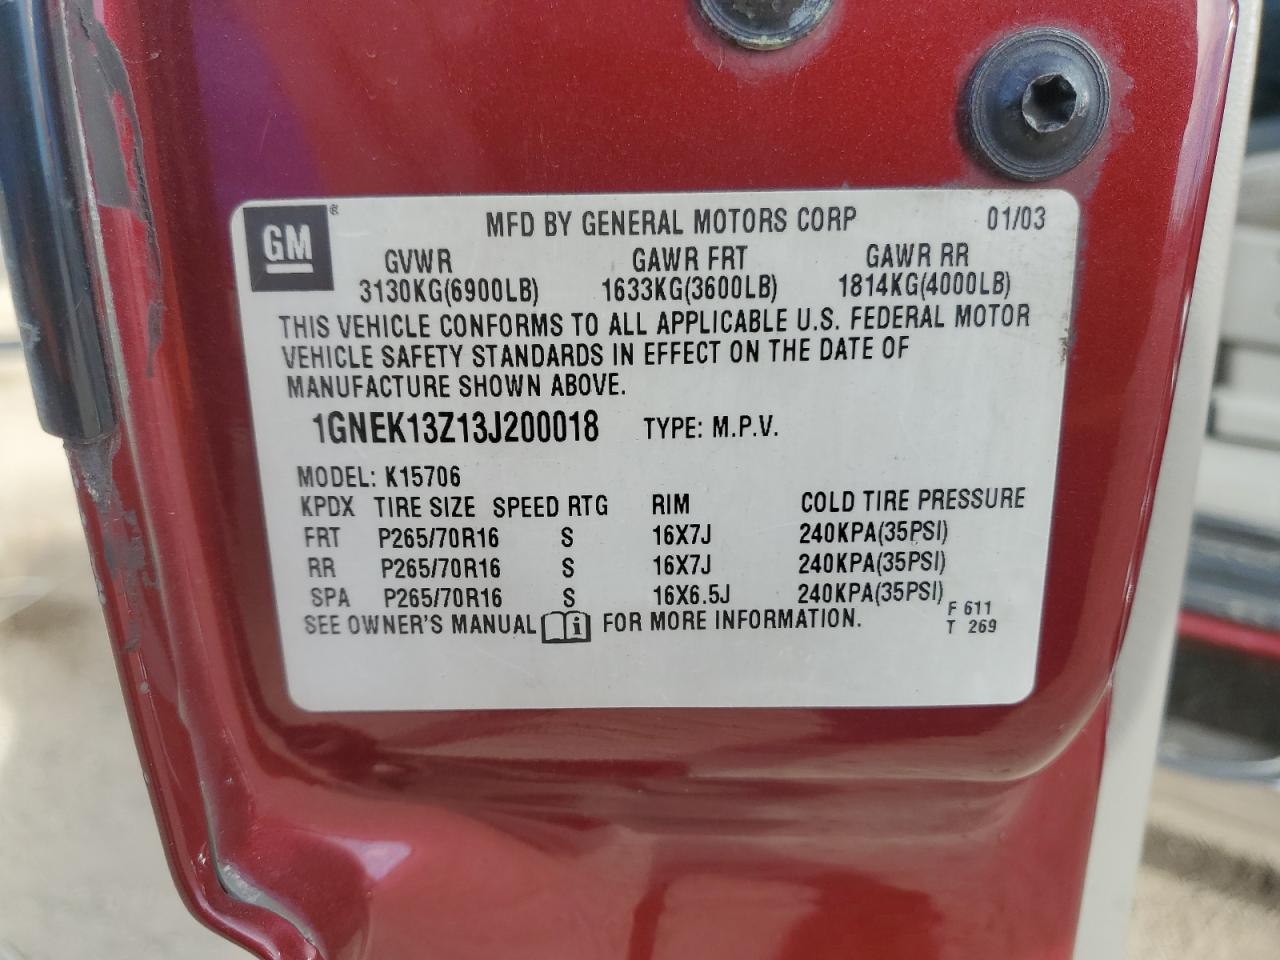 GM ® MFD BY GENERAL MOTORS CORP 01/03
GVWR GAWR FRT GAWR RR
3130KG(6900LB) 1633KG(3600LB) 1814KG(4000LB)
THIS VEHICLE CONFORMS TO ALL APPLICABLE U.S. FEDERAL MOTOR
VEHICLE SAFETY STANDARDS IN EFFECT ON THE DATE OF
MANUFACTURE SHOWN ABOVE.
1GNEK13Z13J200018 TYPE: M.P.V.
MODEL: K15706
KPDX TIRE SIZE SPEED RTG RIM COLD TIRE PRESSURE
FRT P265/70R16 S 16X7J 240KPA(35PSI)
RR P265/70R16 S 16X7J 240KPA(35PSI)
SPA P265/70R16 S 16X6.5J 240KPA(35PSI)
SEE OWNER'S MANUAL i FOR MORE INFORMATION.
F 611
T 269